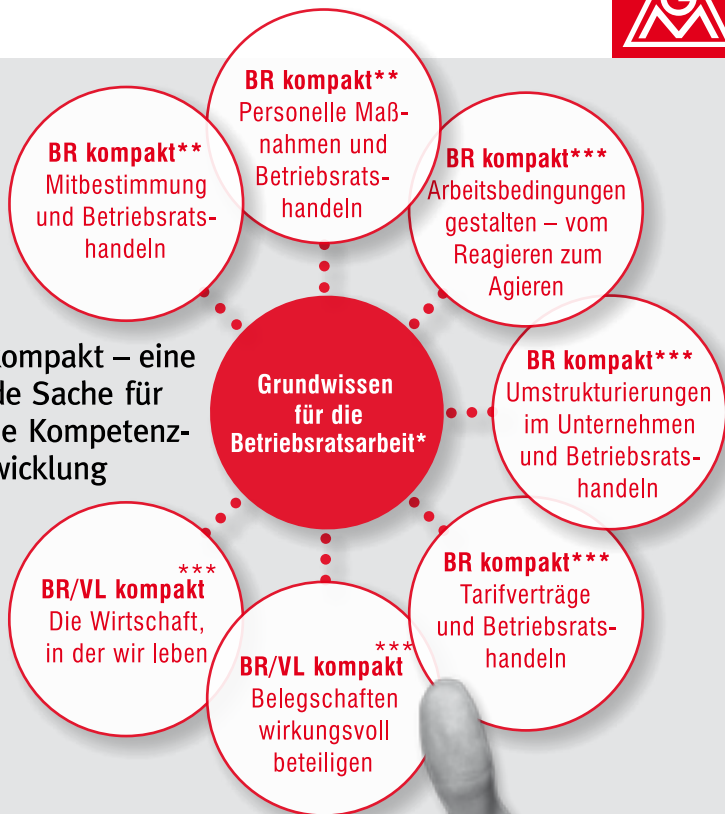 G
M
BR kompakt**
Personelle Maß-
nahmen und
Betriebsrats-
handeln
BR kompakt**
Mitbestimmung
und Betriebsrats-
handeln
BR kompakt***
Arbeitsbedingungen
gestalten – vom
Reagieren zum
Agieren
BR kompakt***
Umstrukturierungen
im Unternehmen
und Betriebsrats-
handeln
Grundwissen
für die
Betriebsratsarbeit*
ompakt – eine
de Sache für
e Kompetenz-
wicklung
BR kompakt***
Tarifverträge
und Betriebsrats-
handeln
BR/VL kompakt***
Belegschaften
wirkungsvoll
beteiligen
BR/VL kompakt***
Die Wirtschaft,
in der wir leben